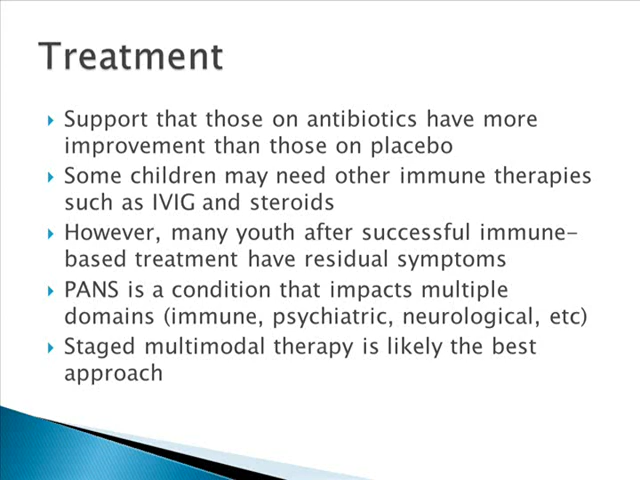 Treatment
Support that those on antibiotics have more
improvement than those on placebo
Some children may need other immune therapies
such as IVIG and steroids
However, many youth after successful immune-
based treatment have residual symptoms
PANS is a condition that impacts multiple
domains (immune, psychiatric, neurological, etc)
Staged multimodal therapy is likely the best
approach